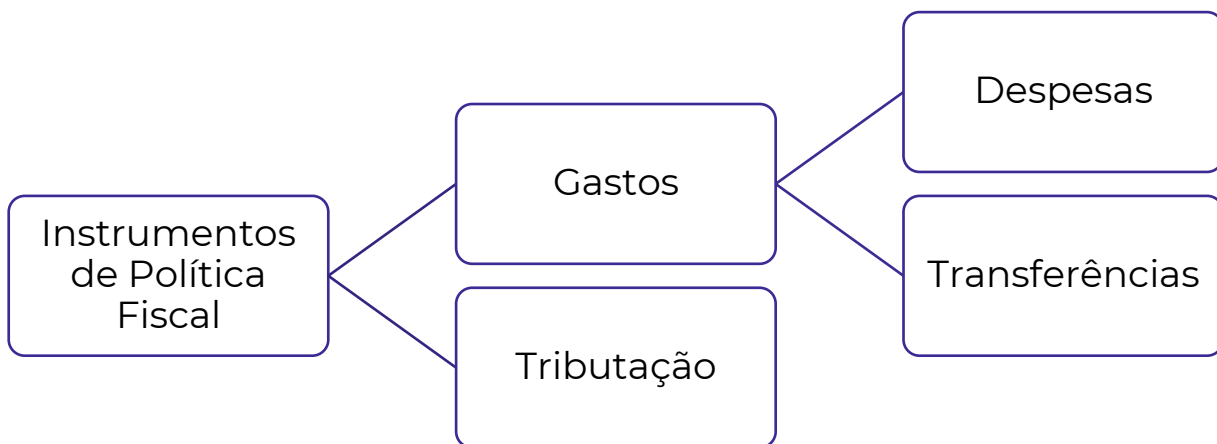 Instrumentos
de Política
Fiscal
Gastos
Tributação
Despesas
Transferências